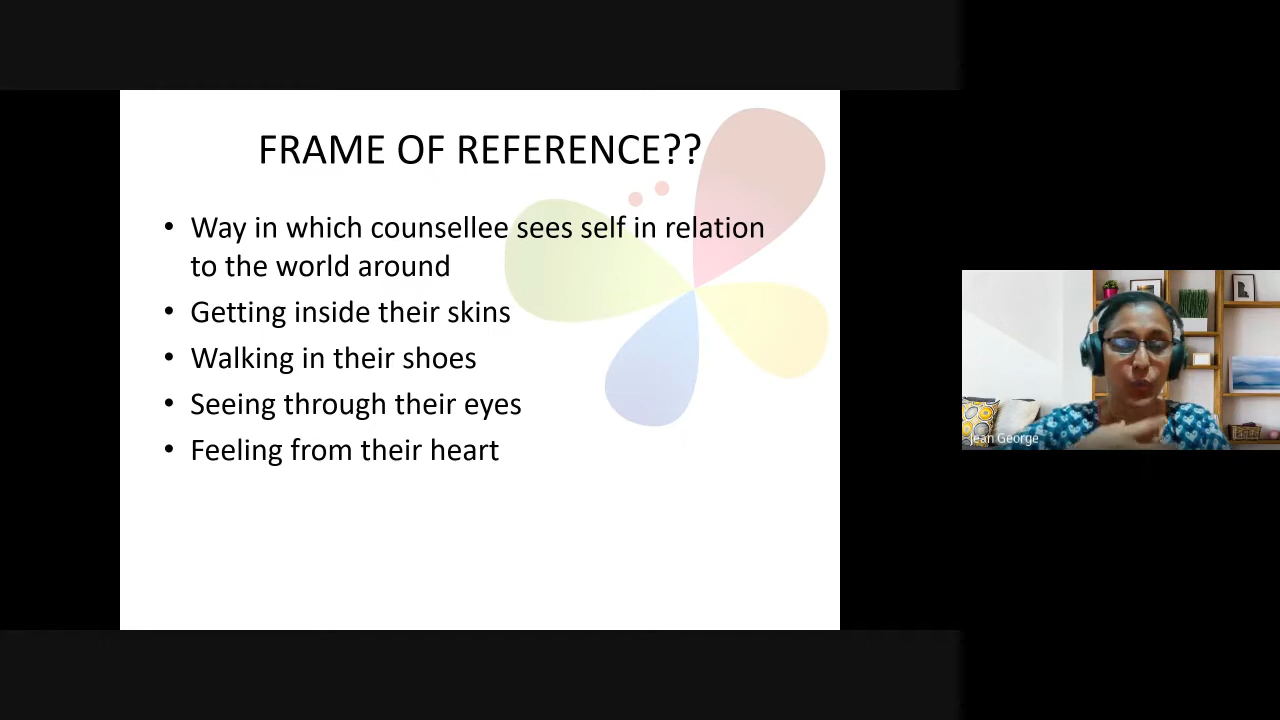 FRAME OF REFERENCE??
• Way in which counsellee sees self in relation
to the world around
• Getting inside their skins
• Walking in their shoes
• Seeing through their eyes
• Feeling from their heart
Jean George